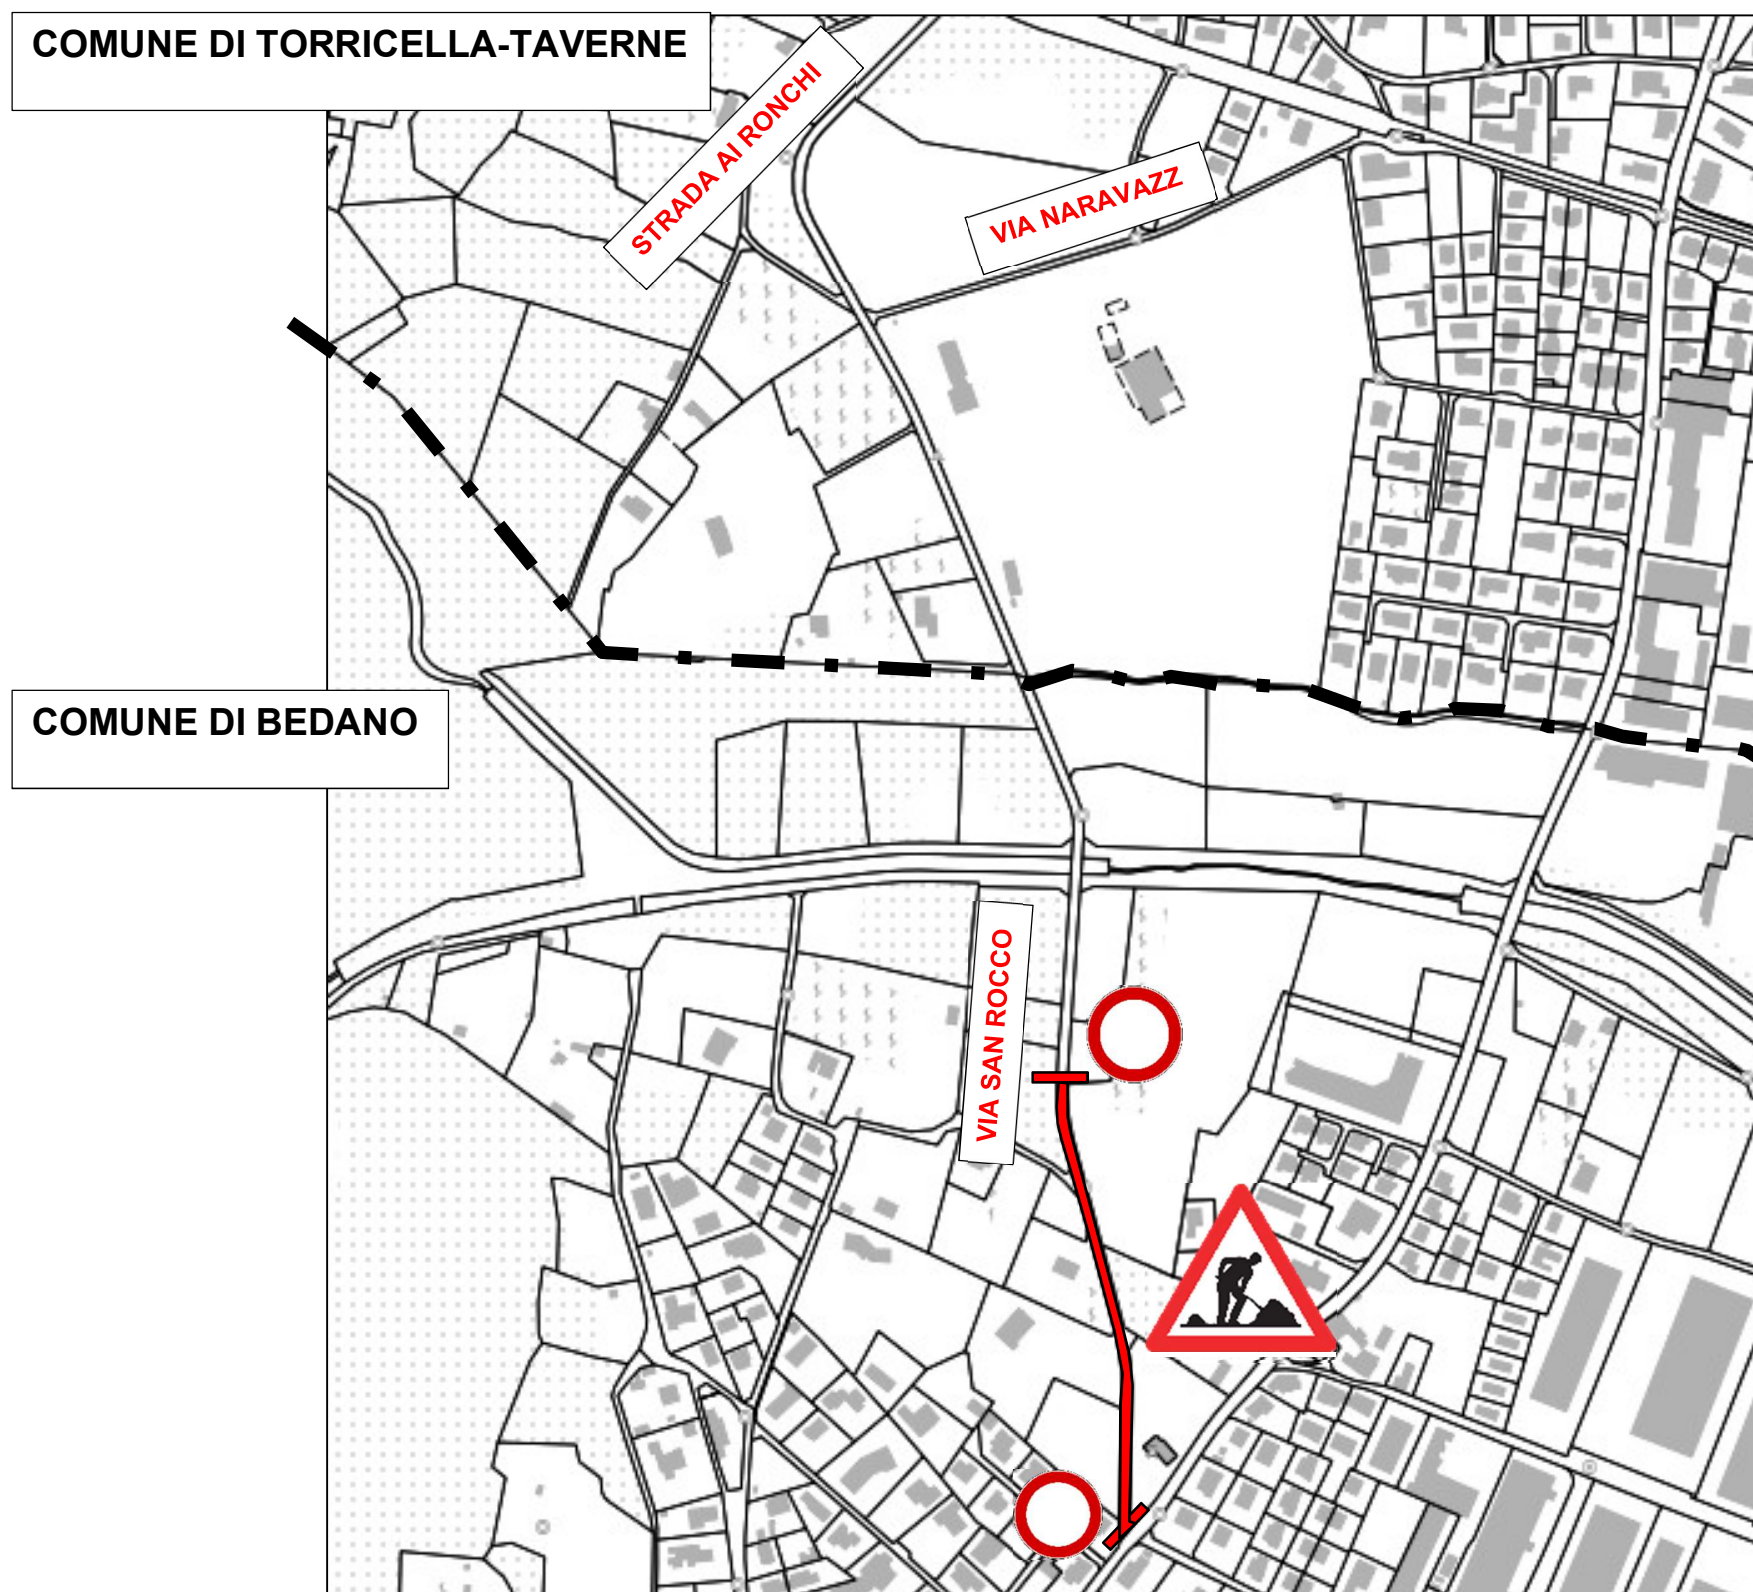 COMUNE DI TORRICELLA-TAVERNE
STRADA AI RONCHI
VIA NARAVAZZ
COMUNE DI BEDANO
VIA SAN ROCCO